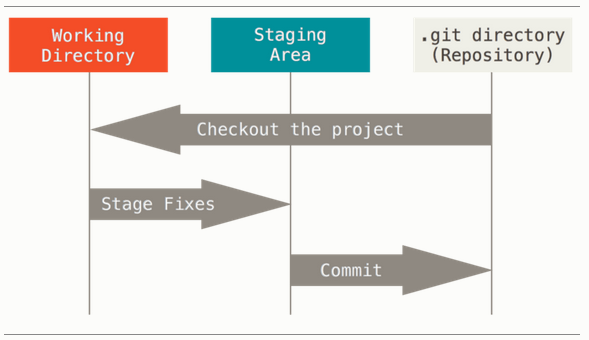 Working
Directory
Staging
Area
.git directory
(Repository)
Checkout the project
Stage Fixes
Commit